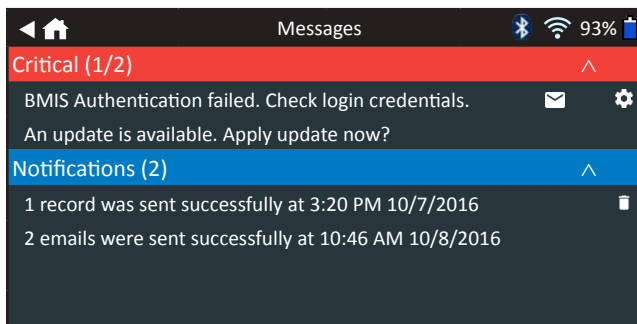 Messages 93%
Critical (1/2)
BMIS Authentication failed. Check login credentials.
An update is available. Apply update now?
Notifications (2)
1 record was sent successfully at 3:20 PM 10/7/2016
2 emails were sent successfully at 10:46 AM 10/8/2016